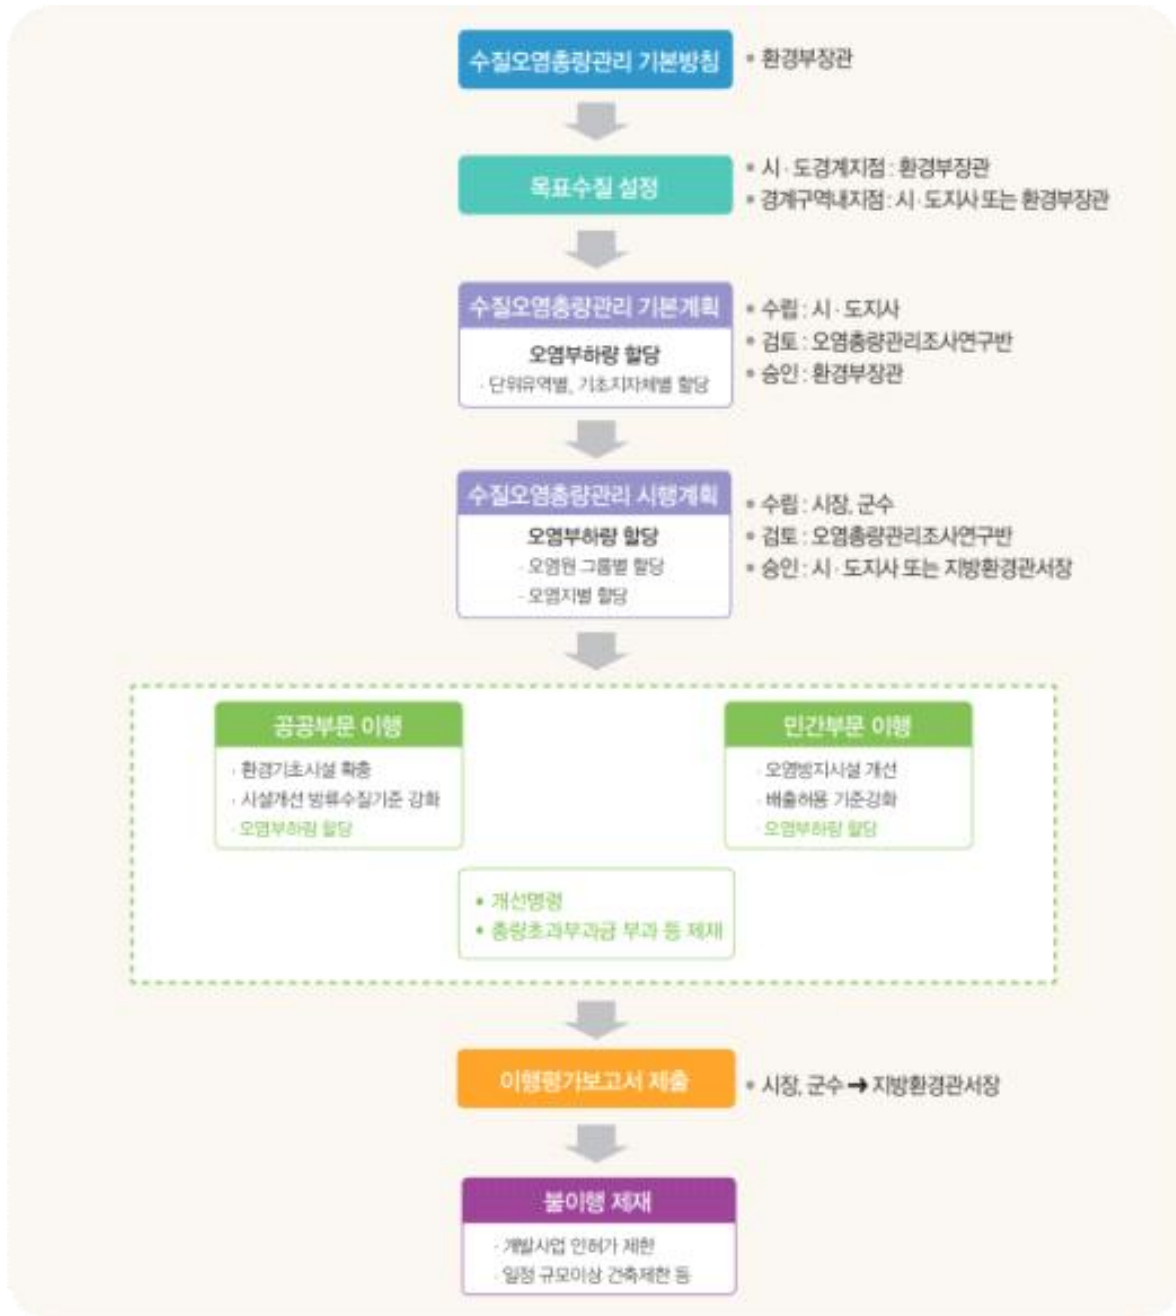 수질오염총량관리 기본방침
• 환경부장관
목표수질 설정
• 시 · 도경계지점 : 환경부장관
• 경계구역내지점 : 시 · 도지사 또는 환경부장관
수질오염총량관리 기본계획
오염부하량 할당
· 단위유역별, 기초지자체별 할당
• 수립 : 시 · 도지사
• 검토 : 오염총량관리조사연구반
• 승인 : 환경부장관
수질오염총량관리 시행계획
오염부하량 할당
· 오염원 그룹별 할당
· 오염지별 할당
• 수립 : 시장, 군수
• 검토 : 오염총량관리조사연구반
• 승인 : 시 · 도지사 또는 지방환경관서장
공공부문 이행
· 환경기초시설 확충
· 시설개선 방류수질기준 강화
· 오염부하량 할당
민간부문 이행
· 오염방지시설 개선
· 배출허용 기준강화
· 오염부하량 할당
• 개선명령
• 총량초과부과금 부과 등 제재
이행평가보고서 제출
• 시장, 군수 ➜ 지방환경관서장
불이행 제재
· 개발사업 인허가 제한
· 일정 규모이상 건축제한 등